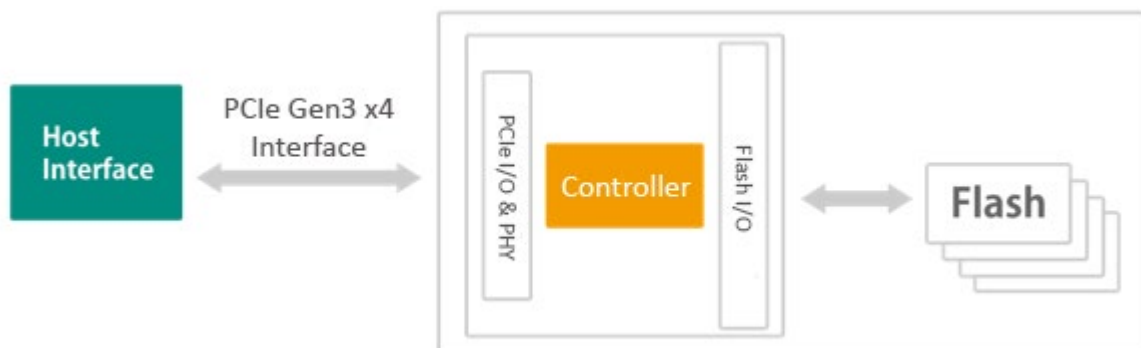 Host
Interface
PCIe Gen3 x4
Interface
PCIe I/O & PHY
Controller
Flash I/O
Flash